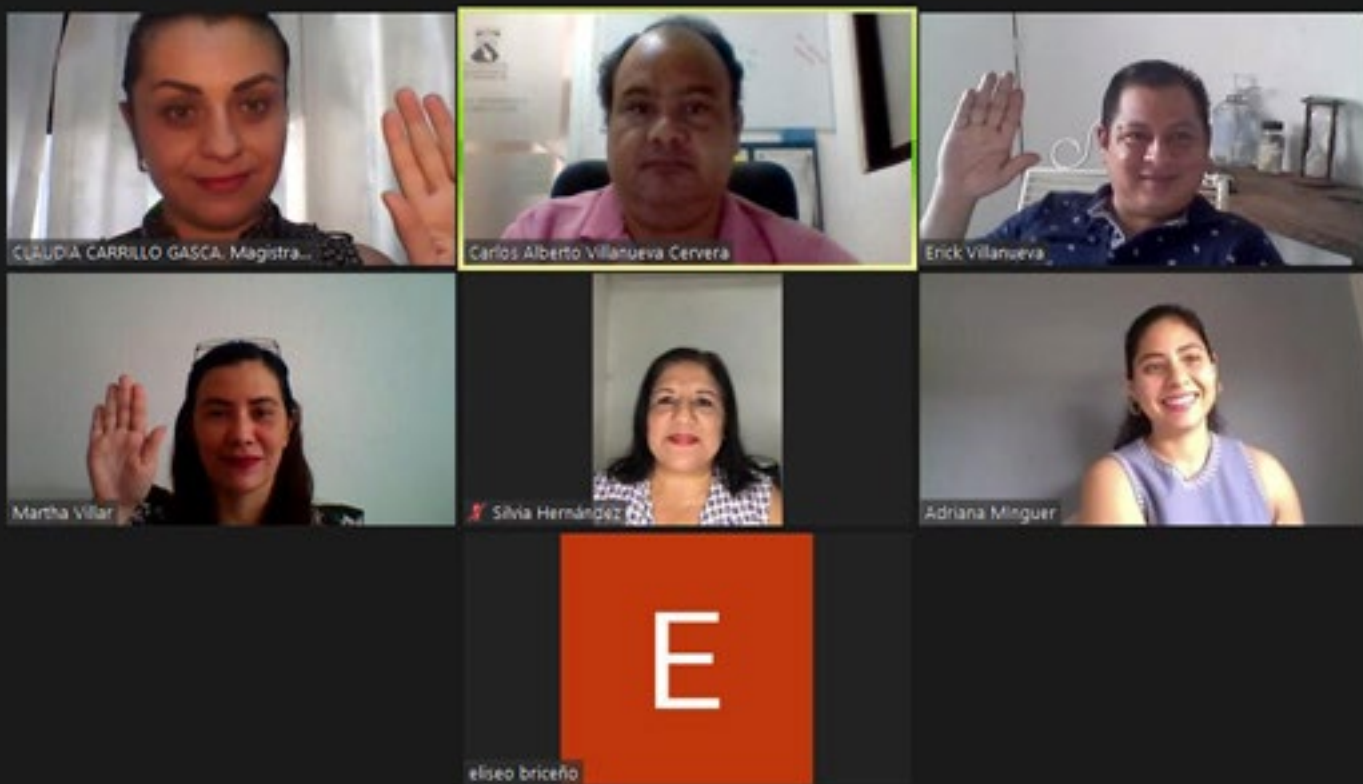 CLAUDIA CARRILLO GASCA. Magistra...
Carlos Alberto Villanueva Cervera
Erick Villanueva
Martha Villar
Silvia Hernández
Adriana Minguer
E
eliseo briceño